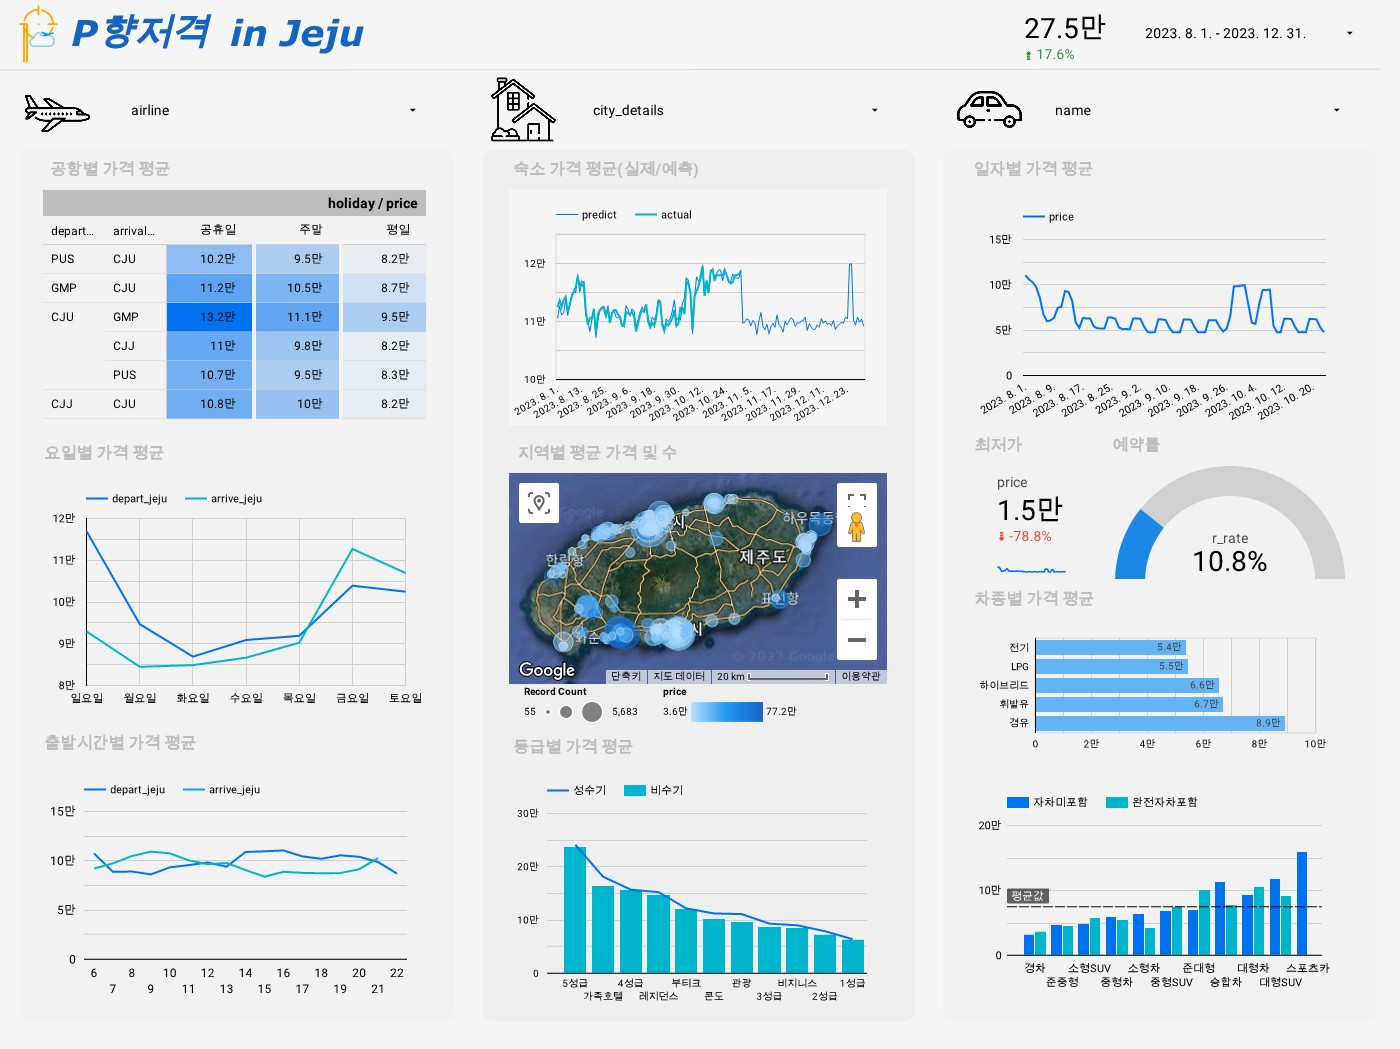 P향저격 in Jeju
27.5만
17.6%
2023. 8. 1. - 2023. 12. 31.
airline
city_details
name
공항별 가격 평균
holiday / price
depart... arrival... 공휴일 주말 평일
PUS CJU 10.2만 9.5만 8.2만
GMP CJU 11.2만 10.5만 8.7만
CJU GMP 13.2만 11.1만 9.5만
CJJ 11만 9.8만 8.2만
PUS 10.7만 9.5만 8.3만
CJJ CJU 10.8만 10만 8.2만
요일별 가격 평균
depart_jeju arrive_jeju
12만
11만
10만
9만
8만
일요일 월요일 화요일 수요일 목요일 금요일 토요일
출발시간별 가격 평균
depart_jeju arrive_jeju
15만
10만
5만
0
6 8 10 12 14 16 18 20 22
7 9 11 13 15 17 19 21
숙소 가격 평균(실제/예측)
predict actual
12만
11만
10만
2023. 8. 1. 2023. 8. 13. 2023. 8. 25. 2023. 9. 6. 2023. 9. 18. 2023. 9. 30. 2023. 10. 12. 2023. 10. 24. 2023. 11. 5. 2023. 11. 17. 2023. 11. 29. 2023. 12. 11. 2023. 12. 23.
지역별 평균 가격 및 수
Google
시
하우목동
한림항
제주도
표선항
화순
시
© 2023 Google
Google
단축키 지도 데이터 20 km 이용약관
Record Count price
55 5,683 3.6만 77.2만
등급별 가격 평균
성수기 비수기
30만
20만
10만
0
5성급 4성급 부티크 관광 비지니스 1성급
가족호텔 레지던스 콘도 3성급 2성급
일자별 가격 평균
price
15만
10만
5만
0
2023. 8. 1. 2023. 8. 9. 2023. 8. 17. 2023. 8. 25. 2023. 9. 2. 2023. 9. 10. 2023. 9. 18. 2023. 9. 26. 2023. 10. 4. 2023. 10. 12. 2023. 10. 20.
최저가 예약률
price
1.5만
-78.8%
r_rate
10.8%
차종별 가격 평균
전기 5.4만
LPG 5.5만
하이브리드 6.6만
휘발유 6.7만
경유 8.9만
0 2만 4만 6만 8만 10만
자차미포함 완전자차포함
20만
10만
평균값
0
경차 소형SUV 소형차 준대형 대형차 스포츠카
준중형 중형차 중형SUV 승합차 대형SUV